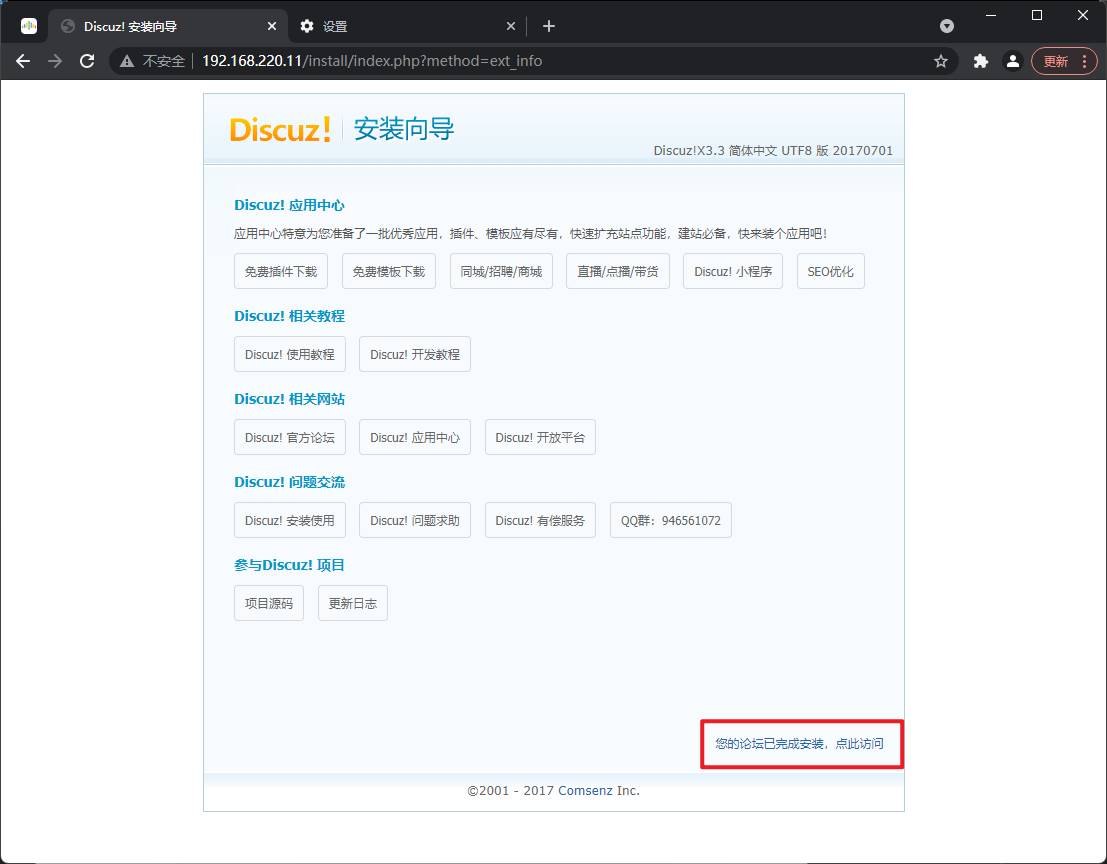 Discuz! 安装向导
设置
不安全
192.168.220.11/install/index.php?method=ext_info
更新
Discuz! 安装向导
Discuz!X3.3 简体中文 UTF8 版 20170701
Discuz! 应用中心
应用中心特意为您准备了一批优秀应用，插件、模板应有尽有，快速扩充站点功能，建站必备，快来装个应用吧！
免费插件下载 免费模板下载 同城/招聘/商城 直播/点播/带货 Discuz! 小程序 SEO优化
Discuz! 相关教程
Discuz! 使用教程 Discuz! 开发教程
Discuz! 相关网站
Discuz! 官方论坛 Discuz! 应用中心 Discuz! 开放平台
Discuz! 问题交流
Discuz! 安装使用 Discuz! 问题求助 Discuz! 有偿服务 QQ群：946561072
参与Discuz! 项目
项目源码 更新日志
您的论坛已完成安装，点此访问
©2001 - 2017 Comsenz Inc.